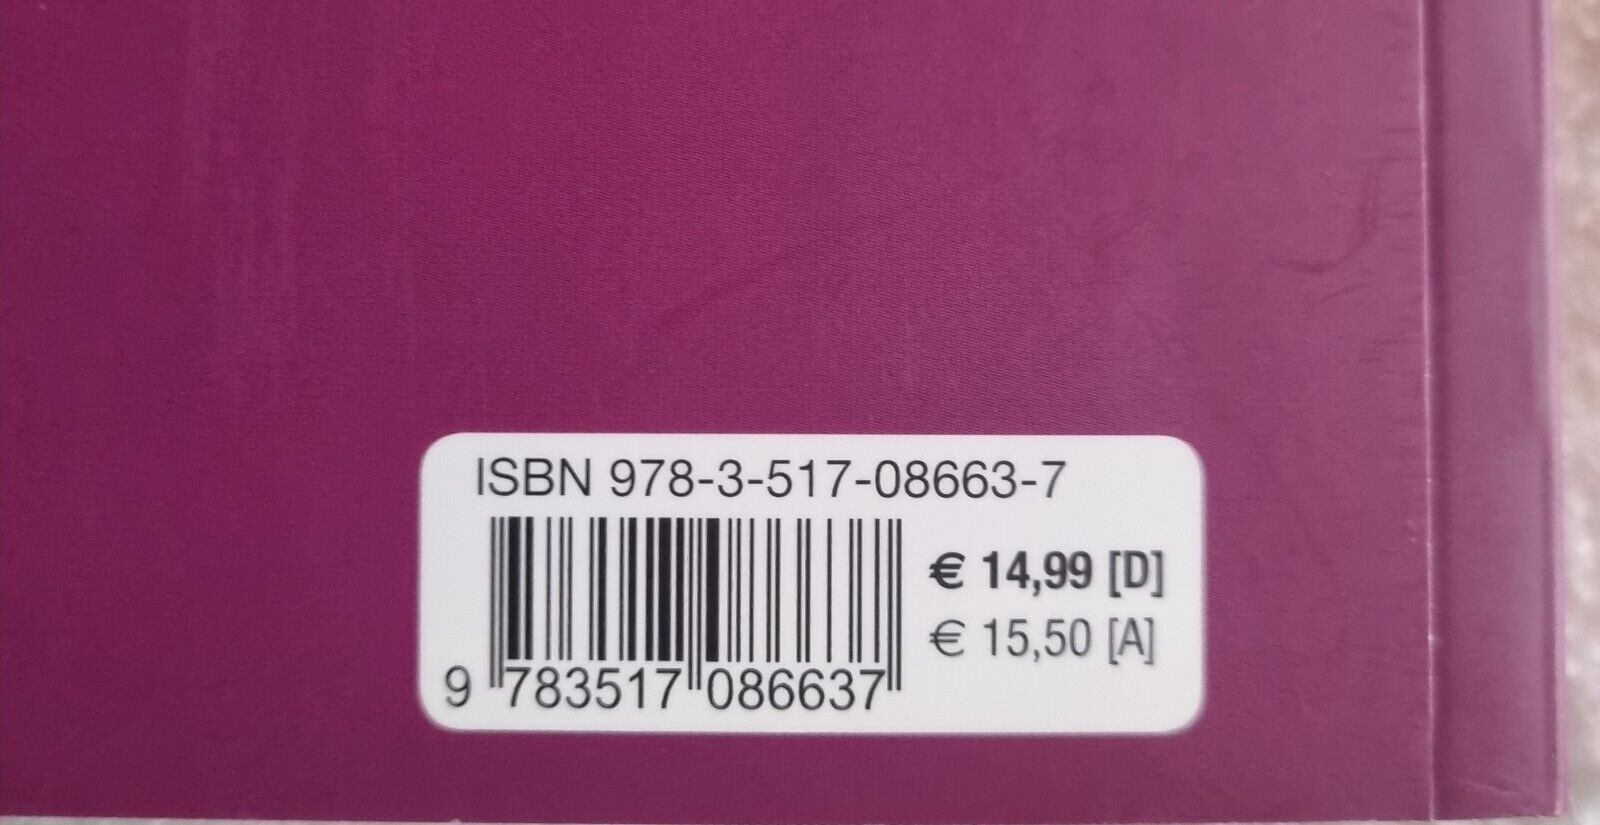 ISBN 978-3-517-08663-7
€ 14,99 [D]
€ 15,50 [A]
9 783517 086637